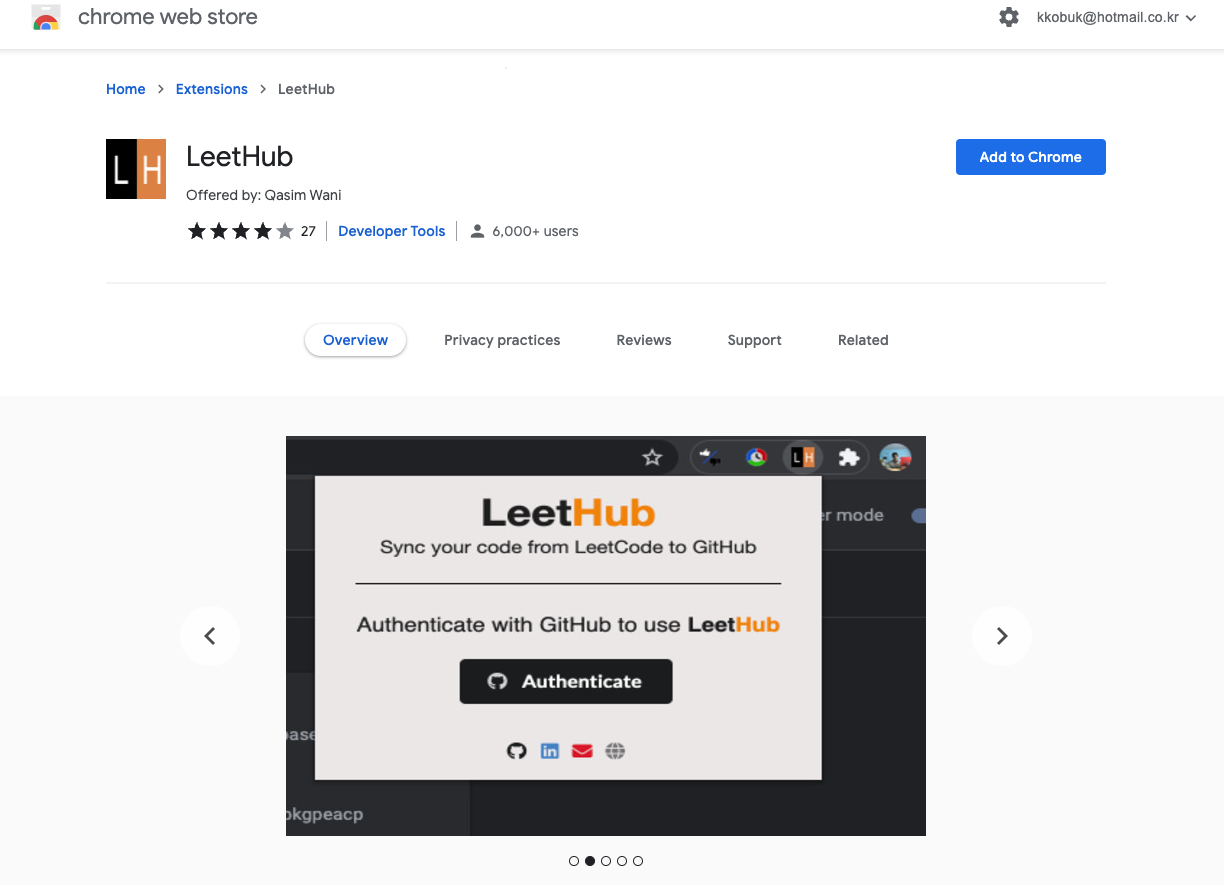 chrome web store
kkobuk@hotmail.co.kr
Home > Extensions > LeetHub
LH
LeetHub
Add to Chrome
Offered by: Qasim Wani
27 Developer Tools 6,000+ users
Overview Privacy practices Reviews Support Related
LH
LeetHub
er mode
Sync your code from LeetCode to GitHub
Authenticate with GitHub to use LeetHub
Authenticate
in
base
okgpeacp